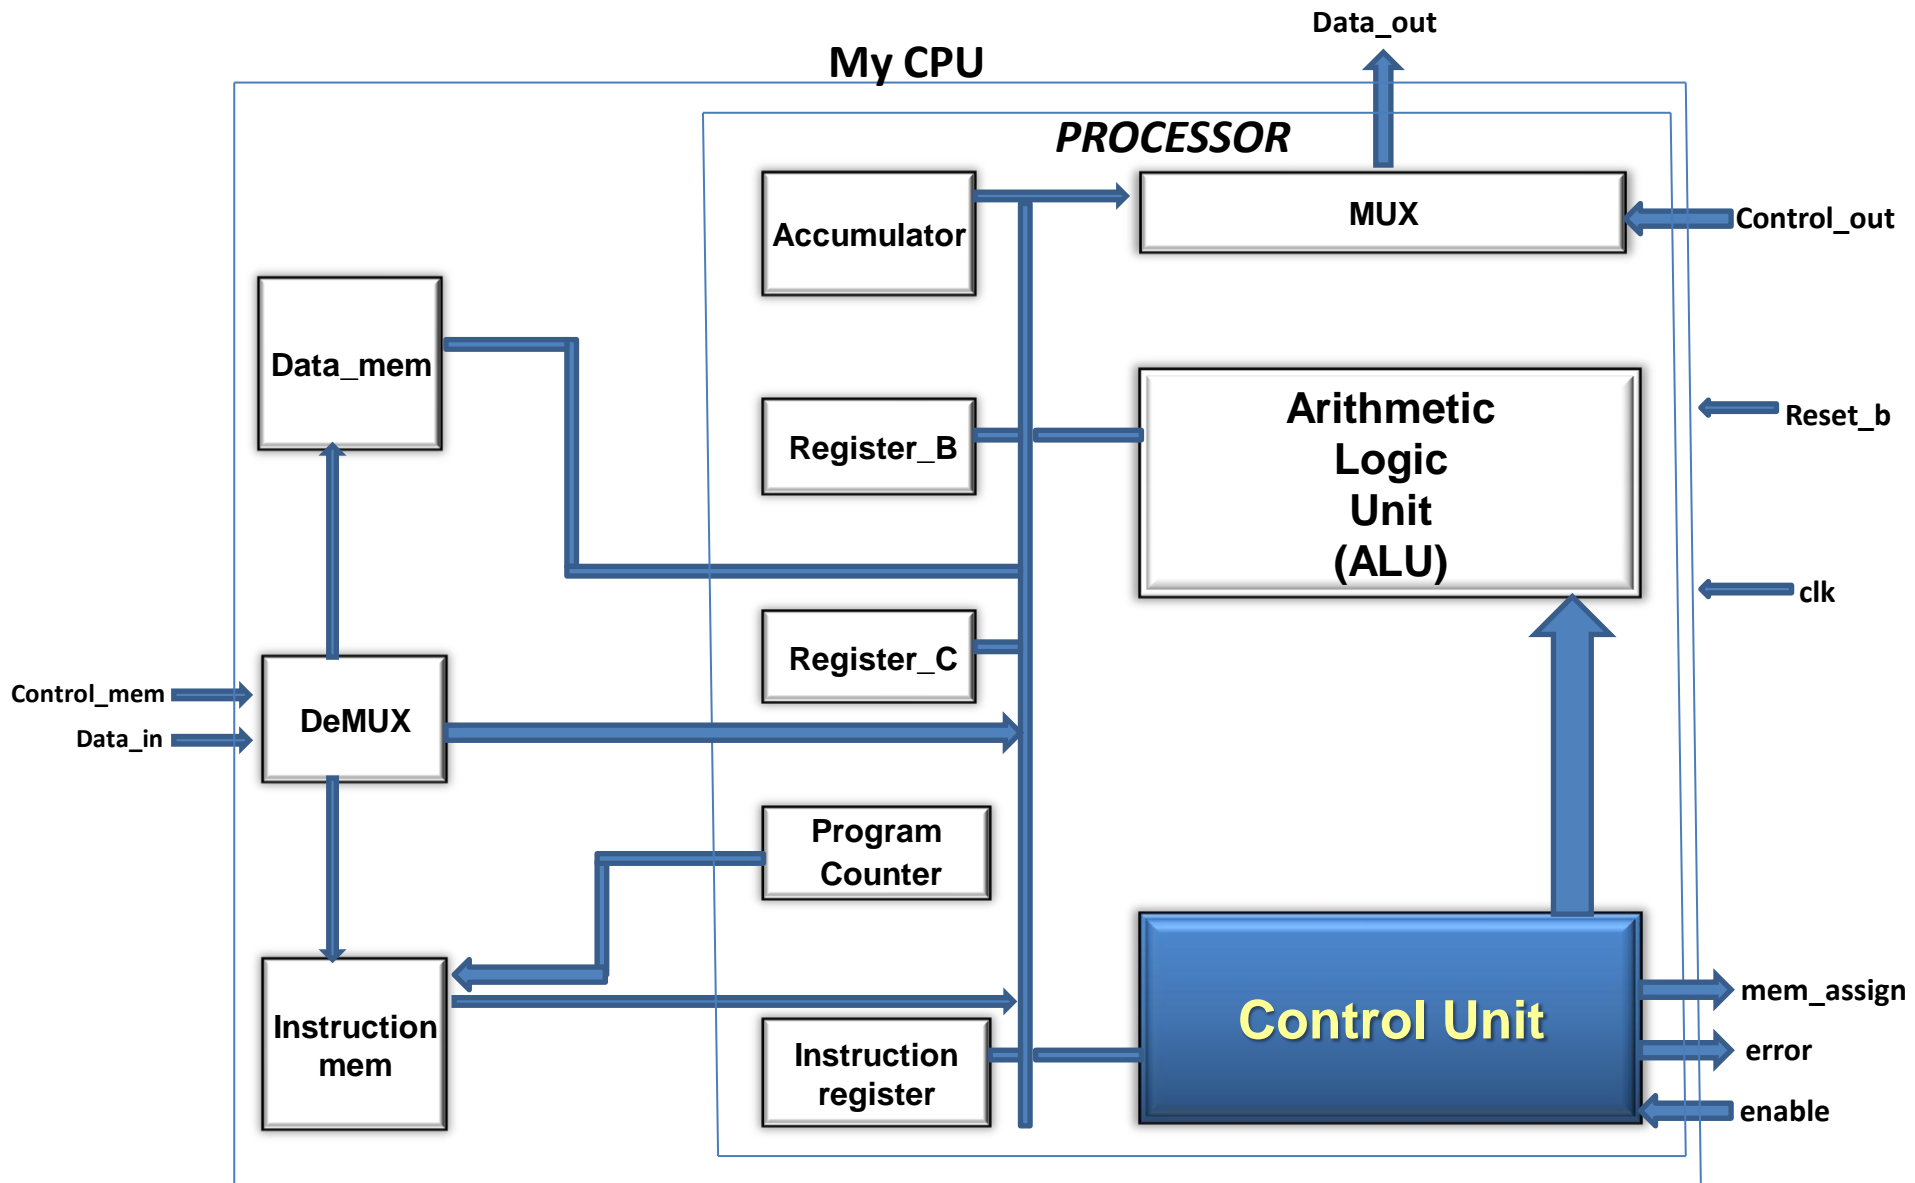 Data_out
My CPU
PROCESSOR
Accumulator
MUX
Control_out
Data_mem
Register_B
Arithmetic
Logic
Unit
(ALU)
Reset_b
clk
Register_C
Control_mem
Data_in
DeMUX
Program
Counter
Instruction
mem
Instruction
register
Control Unit
mem_assign
error
enable